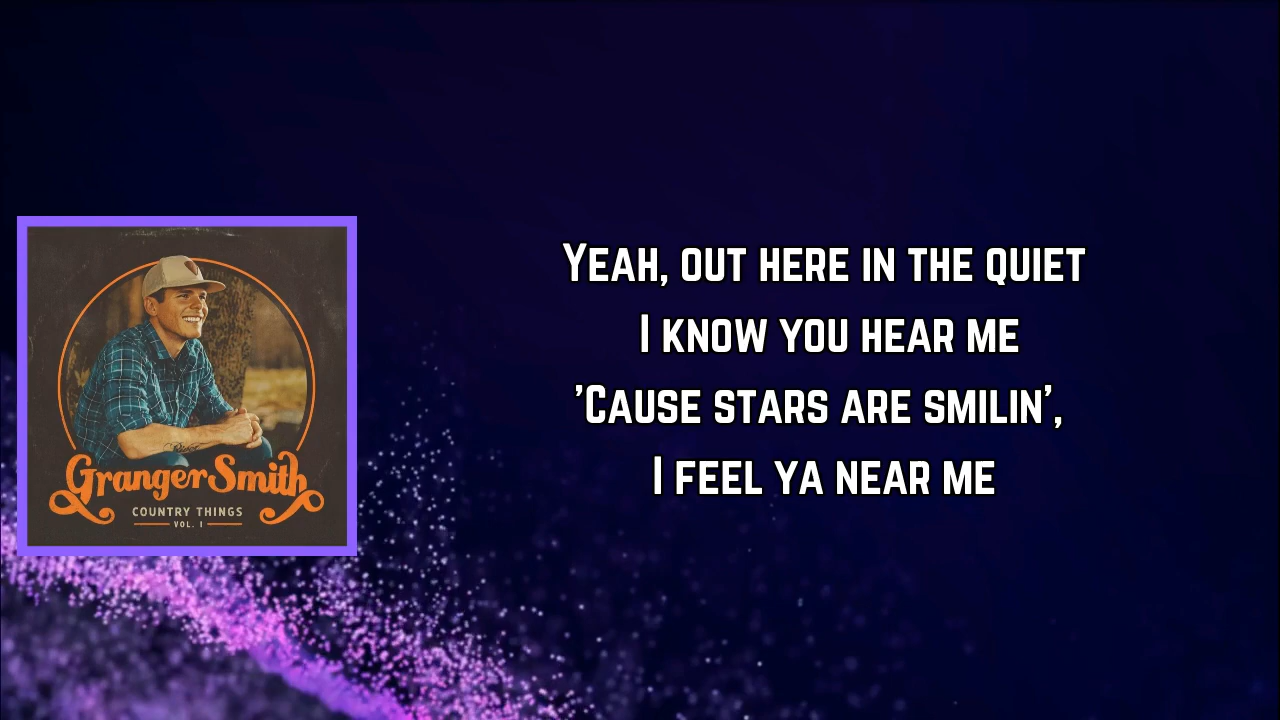 Granger Smith
COUNTRY THINGS
VOL. I
Yeah, out here in the quiet
I know you hear me
'Cause stars are smilin',
I feel ya near me